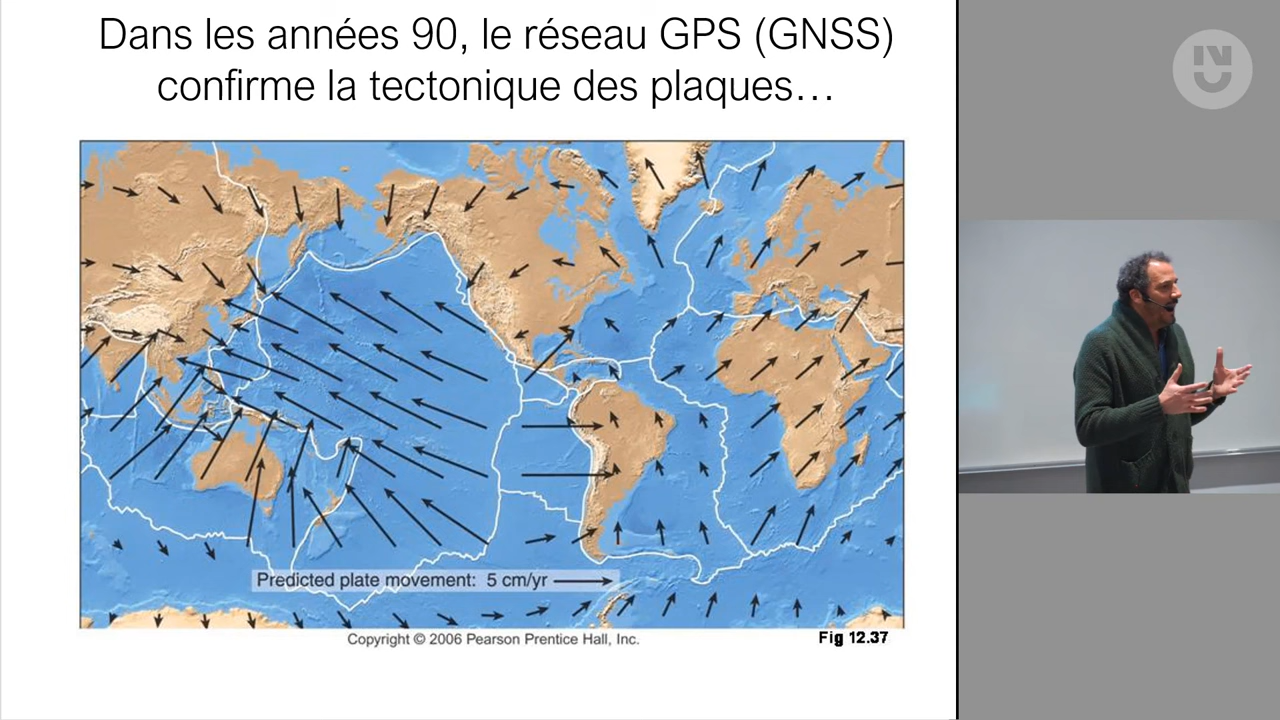 Dans les années 90, le réseau GPS (GNSS)
confirme la tectonique des plaques…
Predicted plate movement: 5 cm/yr
Copyright © 2006 Pearson Prentice Hall, Inc.
Fig 12.37